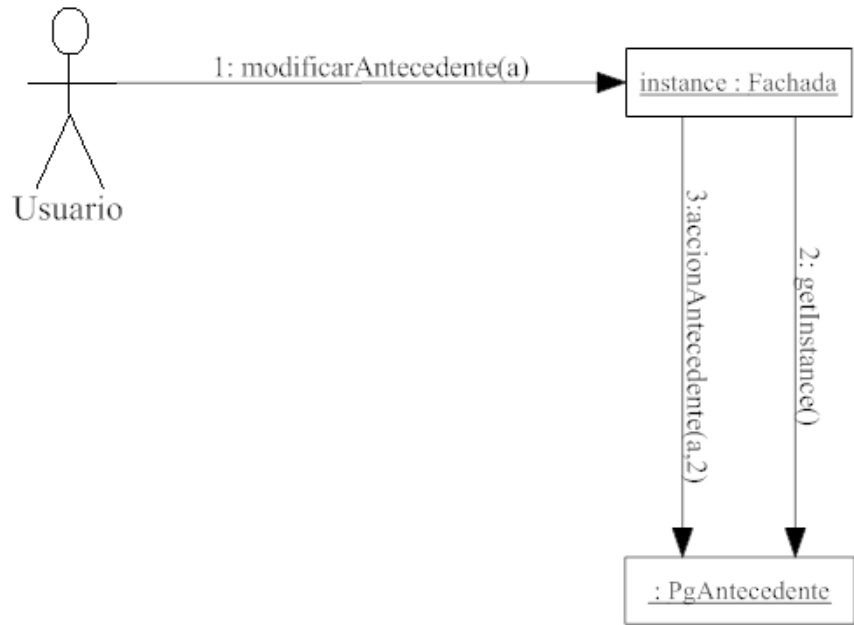 1: modificarAntecedente(a)
instance : Fachada
Usuario
3:accionAntecedente(a,2)
2: getInstance()
: PgAntecedente